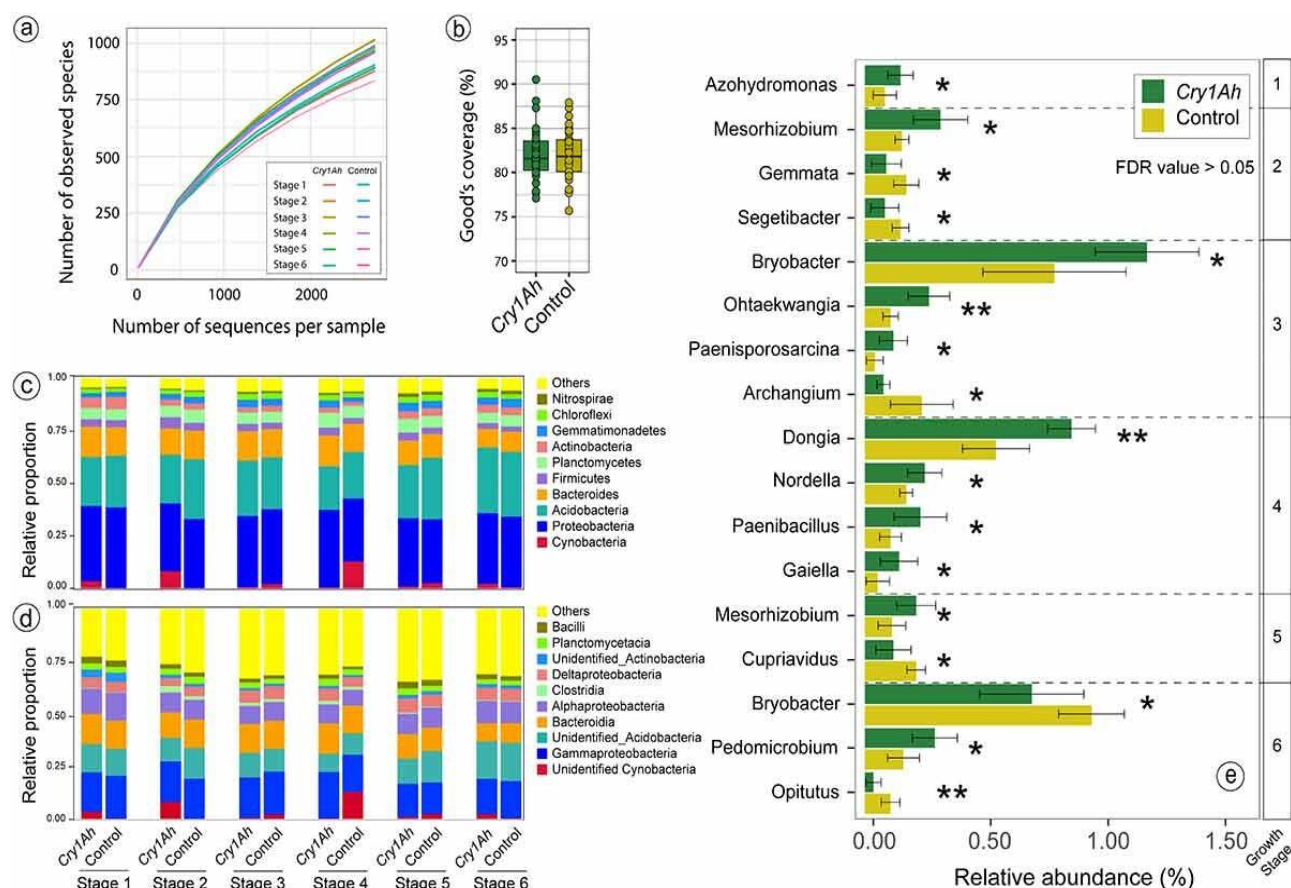 a
Number of observed species
1000
750
500
250
0
0
1000
2000
Number of sequences per sample
Cry1Ah Control
Stage 1
Stage 2
Stage 3
Stage 4
Stage 5
Stage 6
b
Good's coverage (%)
95
90
85
80
75
70
Cry1Ah
Control
c
Relative proportion
1.00
0.75
0.50
0.25
0.00
Others
Nitrospirae
Chloroflexi
Gemmatimonadetes
Actinobacteria
Planctomycetes
Firmicutes
Bacteroides
Acidobacteria
Proteobacteria
Cynobacteria
d
Relative proportion
1.00
0.75
0.50
0.25
0.00
Others
Bacilli
Planctomycetacia
Unidentified_Actinobacteria
Deltaproteobacteria
Clostridia
Alphaproteobacteria
Bacteroidia
Unidentified_Acidobacteria
Gammaproteobacteria
Unidentified Cynobacteria
Cry1Ah Control Cry1Ah Control Cry1Ah Control Cry1Ah Control Cry1Ah Control Cry1Ah Control
Stage 1 Stage 2 Stage 3 Stage 4 Stage 5 Stage 6
Cry1Ah
Control
FDR value > 0.05
Azohydromonas * 1
Mesorhizobium *
Gemmata * 2
Segetibacter *
Bryobacter *
Ohtaekwangia ** 3
Paenisporosarcina *
Archangium *
Dongia **
Nordella * 4
Paenibacillus *
Gaiella *
Mesorhizobium * 5
Cupriavidus *
Bryobacter *
Pedomicrobium * 6
Opitutus **
e
0.00 0.50 1.00 1.50
Relative abundance (%)
Growth
Stage